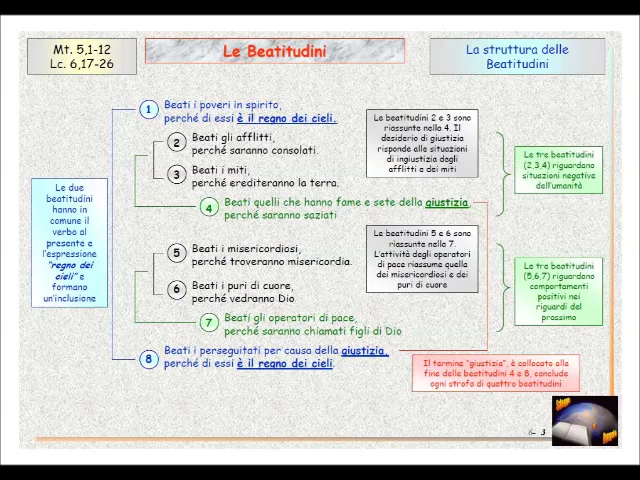 Mt. 5,1-12
Lc. 6,17-26
Le Beatitudini
La struttura delle
Beatitudini
1
Beati i poveri in spirito,
perché di essi è il regno dei cieli.
2
Beati gli afflitti,
perché saranno consolati.
3
Beati i miti,
perché erediteranno la terra.
4
Beati quelli che hanno fame e sete della giustizia,
perché saranno saziati
5
Beati i misericordiosi,
perché troveranno misericordia.
6
Beati i puri di cuore,
perché vedranno Dio
7
Beati gli operatori di pace,
perché saranno chiamati figli di Dio
8
Beati i perseguitati per causa della giustizia,
perché di essi è il regno dei cieli.
Le due
beatitudini
hanno in
comune il
verbo al
presente e
l'espressione
"regno dei
cieli" e
formano
un'inclusione
Le beatitudini 2 e 3 sono
riassunte nella 4. Il
desiderio di giustizia
risponde alle situazioni
di ingiustizia degli
afflitti e dei miti
Le beatitudini 5 e 6 sono
riassunte nella 7.
L'attività degli operatori
di pace riassume quella
dei misericordiosi e dei
puri di cuore
Le tre beatitudini
(2,3,4) riguardano
situazioni negative
dell'umanità
Le tre beatitudini
(5,6,7) riguardano
comportamenti
positivi nei
riguardi del
prossimo
Il termine "giustizia", è collocato alla
fine delle beatitudini 4 e 8, conclude
ogni strofa di quattro beatitudini
6- 3